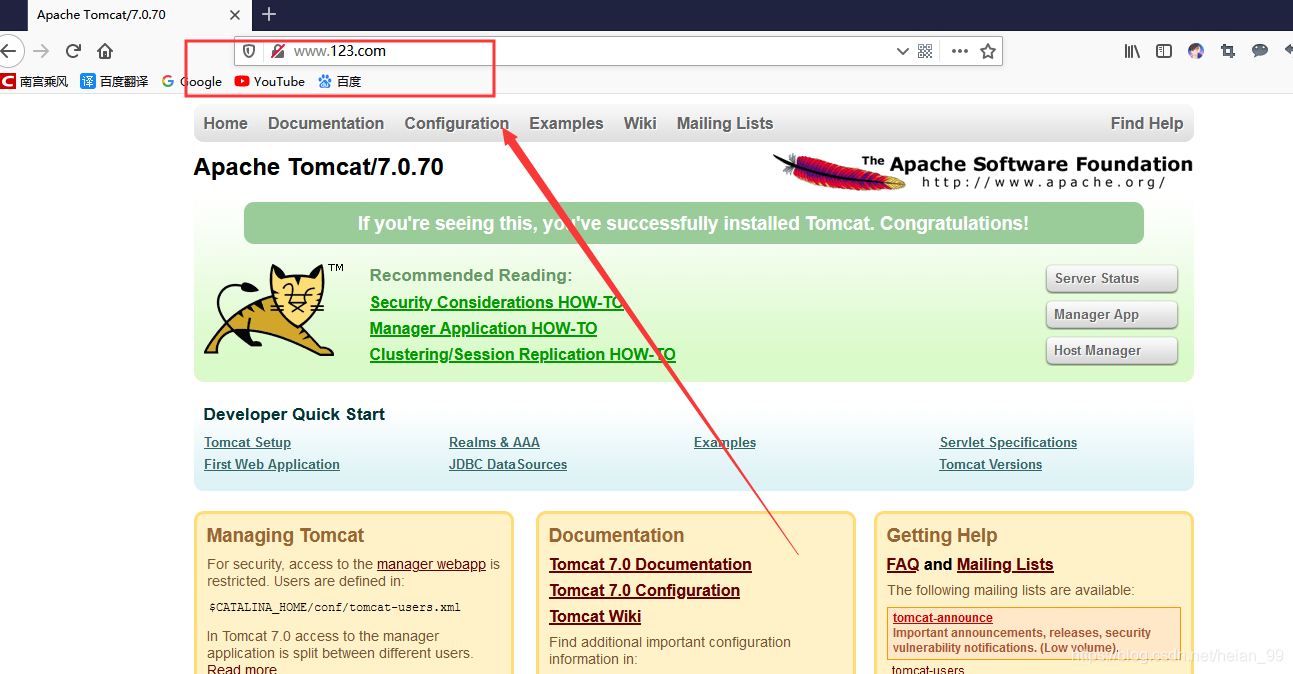 Apache Tomcat/7.0.70
www.123.com
南宫乘风 译 百度翻译 Google YouTube 百度
Home Documentation Configuration Examples Wiki Mailing Lists Find Help
Apache Tomcat/7.0.70
The Apache Software Foundation
http://www.apache.org/
If you're seeing this, you've successfully installed Tomcat. Congratulations!
TM
Recommended Reading:
Security Considerations HOW-TO
Manager Application HOW-TO
Clustering/Session Replication HOW-TO
Server Status
Manager App
Host Manager
Developer Quick Start
Tomcat Setup
First Web Application
Realms & AAA
JDBC DataSources
Examples
Servlet Specifications
Tomcat Versions
Managing Tomcat
For security, access to the manager webapp is
restricted. Users are defined in:
$CATALINA_HOME/conf/tomcat-users.xml
In Tomcat 7.0 access to the manager
application is split between different users.
Read more
Documentation
Tomcat 7.0 Documentation
Tomcat 7.0 Configuration
Tomcat Wiki
Find additional important configuration
information in:
Getting Help
FAQ and Mailing Lists
The following mailing lists are available:
tomcat-announce
Important announcements, releases, security
vulnerability notifications. (Low volume).
tomcat-users
https://blog.csdn.net/heian_99